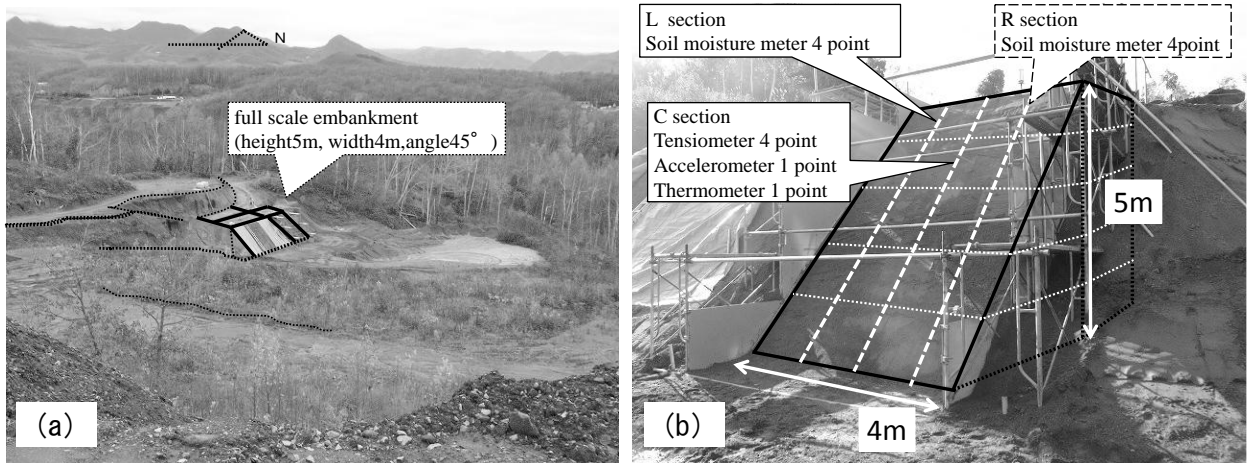 N
full scale embankment
(height5m, width4m,angle45°)
(a)
L section
Soil moisture meter 4 point
R section
Soil moisture meter 4point
C section
Tensiometer 4 point
Accelerometer 1 point
Thermometer 1 point
5m
4m
(b)